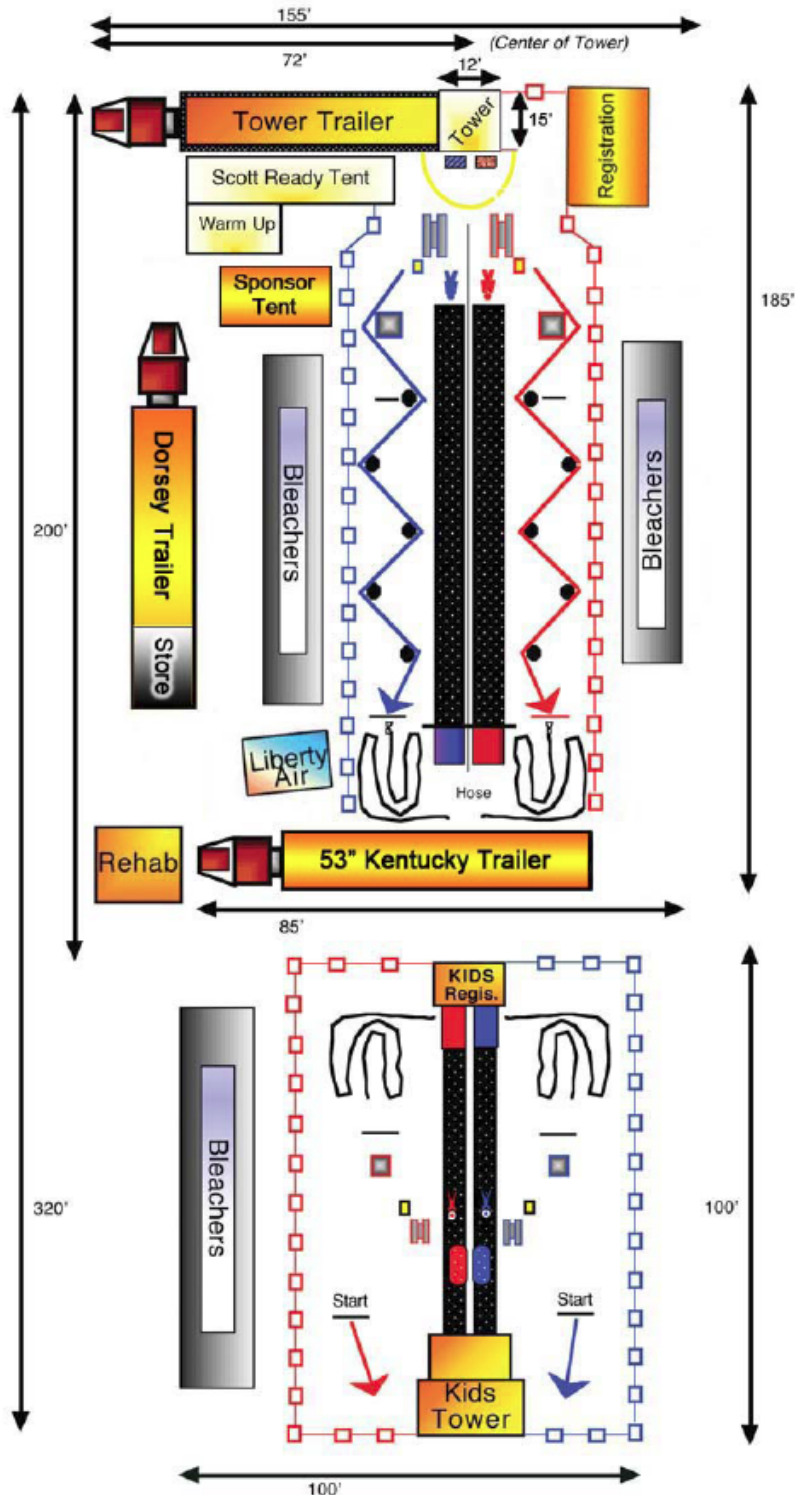 155'
72'
(Center of Tower)
12'
Tower Trailer
Tower
15'
Registration
Scott Ready Tent
Warm Up
Sponsor
Tent
185'
Dorsey Trailer
Store
Bleachers
Bleachers
200'
Liberty
Air
Hose
Rehab
53" Kentucky Trailer
85'
KIDS
Regis.
Bleachers
320'
100'
Start
Start
Kids
Tower
100'